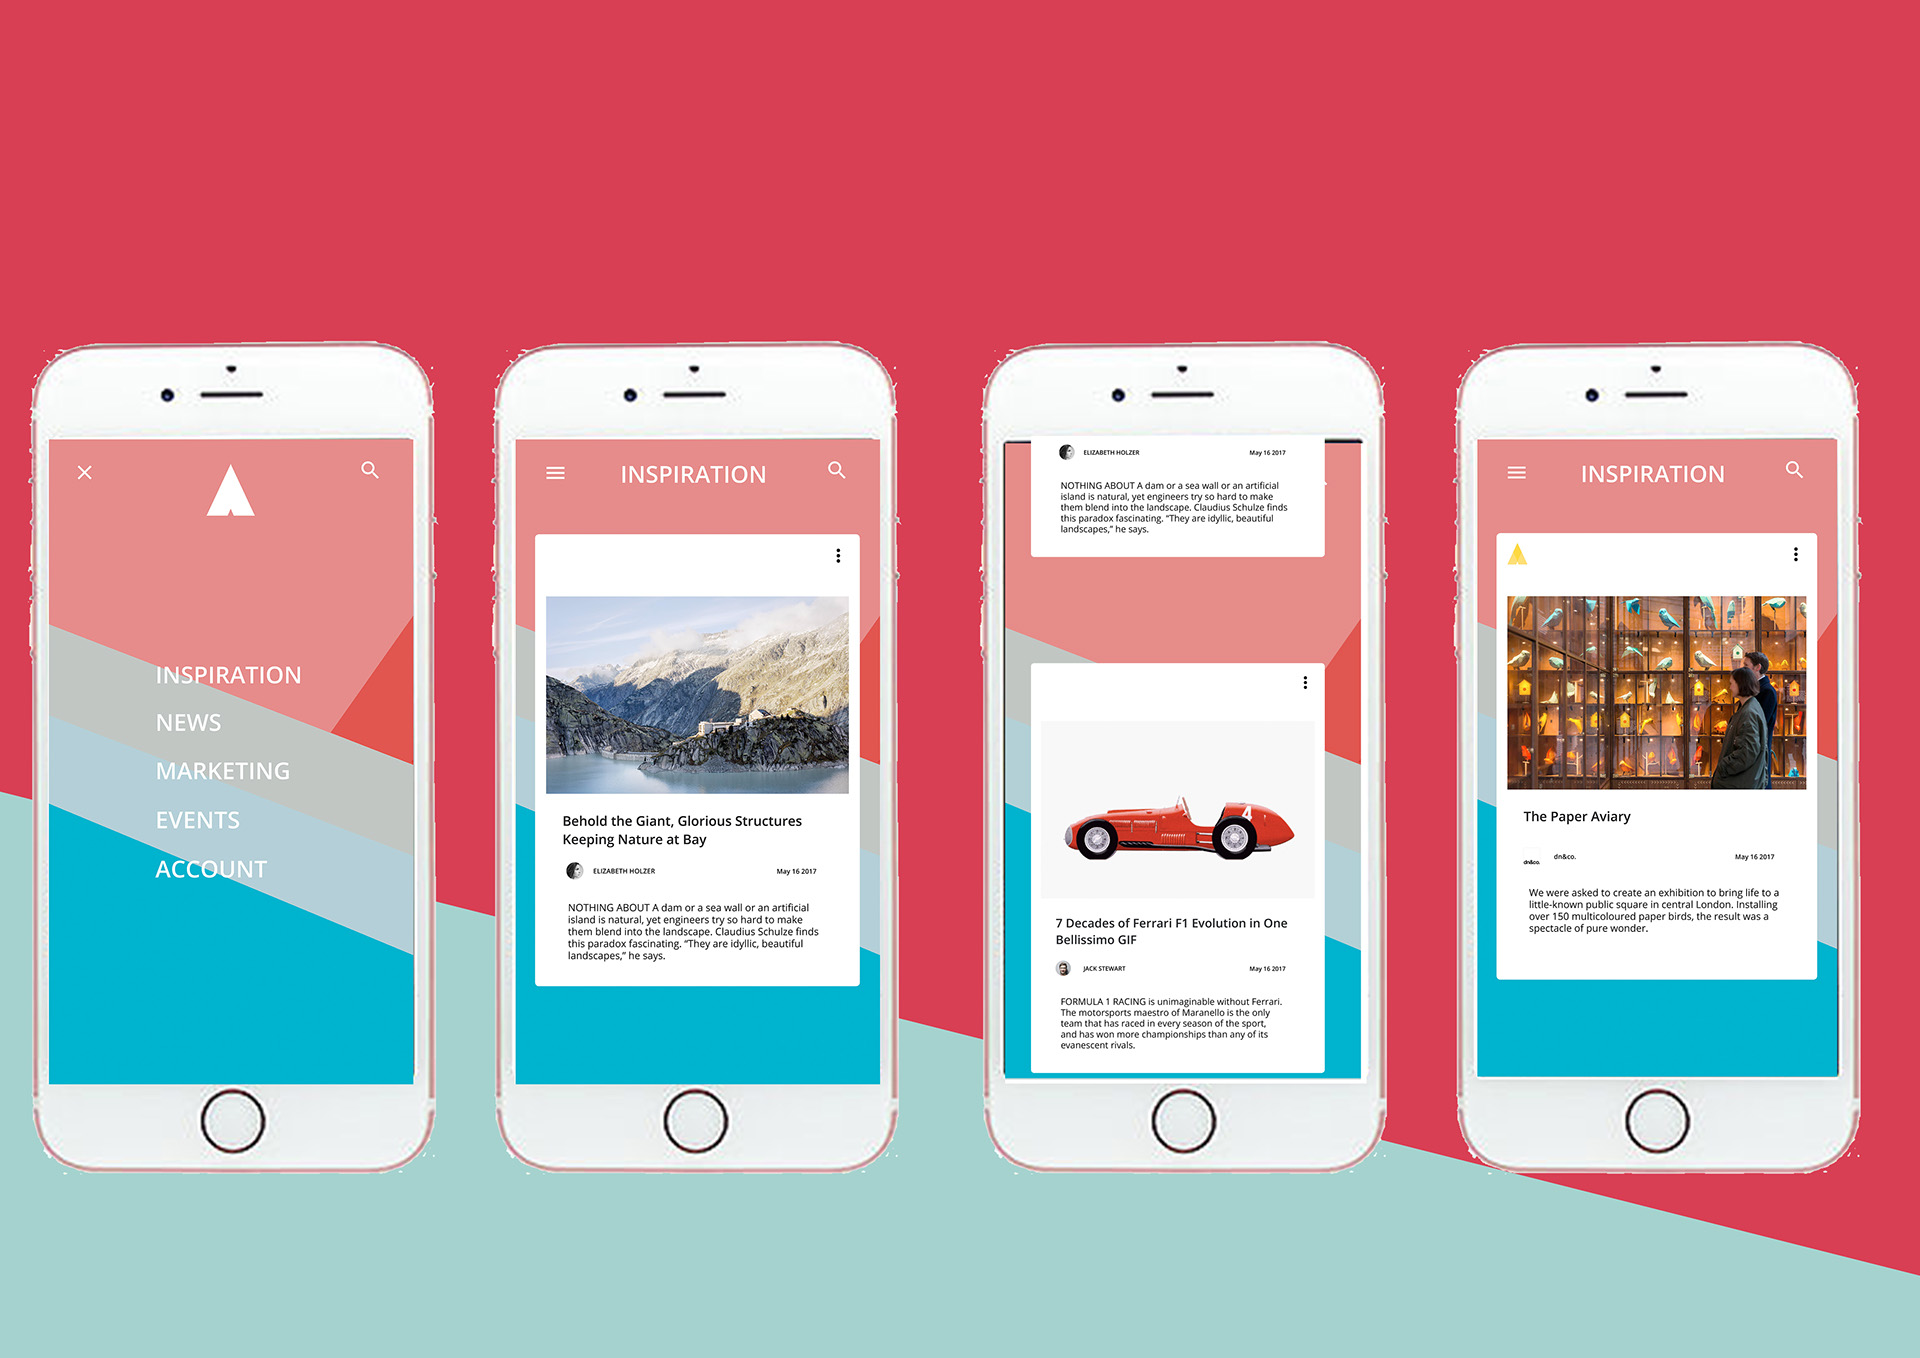 INSPIRATION
NEWS
MARKETING
EVENTS
ACCOUNT
INSPIRATION
Behold the Giant, Glorious Structures
Keeping Nature at Bay
ELIZABETH HOLZER
May 16 2017
NOTHING ABOUT A dam or a sea wall or an artificial
island is natural, yet engineers try so hard to make
them blend into the landscape. Claudius Schulze finds
this paradox fascinating. “They are idyllic, beautiful
landscapes,” he says.
ELIZABETH HOLZER
May 16 2017
NOTHING ABOUT A dam or a sea wall or an artificial
island is natural, yet engineers try so hard to make
them blend into the landscape. Claudius Schulze finds
this paradox fascinating. “They are idyllic, beautiful
landscapes,” he says.
4
7 Decades of Ferrari F1 Evolution in One
Bellissimo GIF
JACK STEWART
May 16 2017
FORMULA 1 RACING is unimaginable without Ferrari.
The motorsports maestro of Maranello is the only
team that has raced in every season of the sport,
and has won more championships than any of its
evanescent rivals.
INSPIRATION
The Paper Aviary
dn&co.
dn&co.
May 16 2017
We were asked to create an exhibition to bring life to a
little-known public square in central London. Installing
over 150 multicoloured paper birds, the result was a
spectacle of pure wonder.